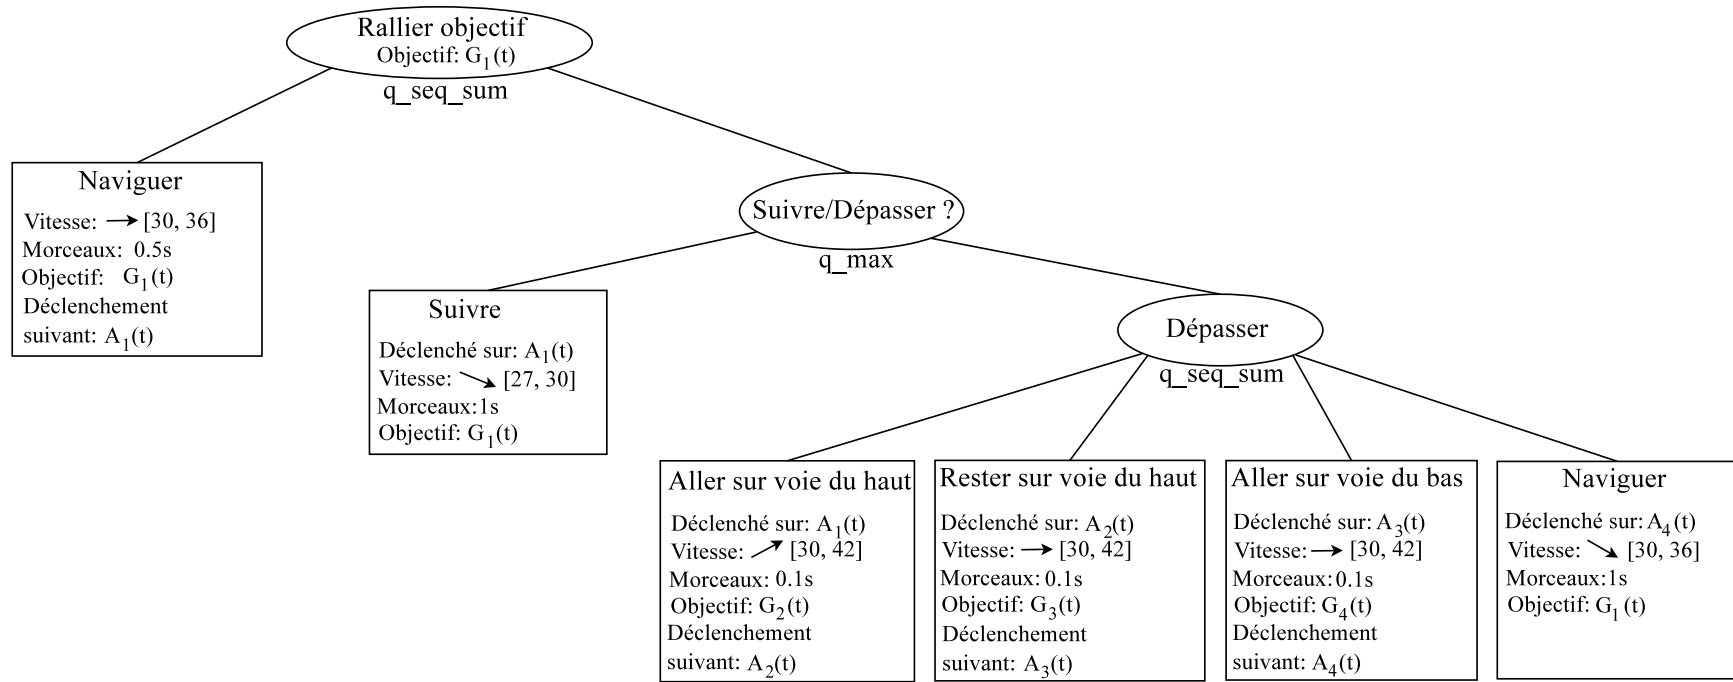 Rallier objectif
Objectif: G1(t)
q_seq_sum
Naviguer
Vitesse: → [30, 36]
Morceaux: 0.5s
Objectif: G1(t)
Déclenchement
suivant: A1(t)
Suivre/Dépasser ?
q_max
Suivre
Déclenché sur: A1(t)
Vitesse: ↘ [27, 30]
Morceaux:1s
Objectif: G1(t)
Dépasser
q_seq_sum
Aller sur voie du haut
Déclenché sur: A1(t)
Vitesse: ↗ [30, 42]
Morceaux: 0.1s
Objectif: G2(t)
Déclenchement
suivant: A2(t)
Rester sur voie du haut
Déclenché sur: A2(t)
Vitesse: → [30, 42]
Morceaux: 0.1s
Objectif: G3(t)
Déclenchement
suivant: A3(t)
Aller sur voie du bas
Déclenché sur: A3(t)
Vitesse: → [30, 42]
Morceaux:0.1s
Objectif: G4(t)
Déclenchement
suivant: A4(t)
Naviguer
Déclenché sur: A4(t)
Vitesse: ↘ [30, 36]
Morceaux:1s
Objectif: G1(t)